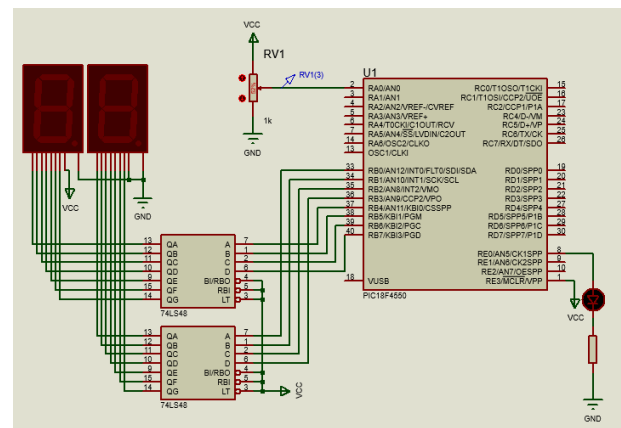 VCC
RV1
RV1(3)
52%
1k
GND
VCC
GND
U1
2 RA0/AN0 RC0/T1OSO/T1CKI 15
3 RA1/AN1 RC1/T1OSI/CCP2/UOE 16
4 RA2/AN2/VREF-/CVREF RC2/CCP1/P1A 17
5 RA3/AN3/VREF+ RC4/D-/VM 23
6 RA4/T0CKI/C1OUT/RCV RC5/D+/VP 24
7 RA5/AN4/SS/LVDIN/C2OUT RC6/TX/CK 25
14 RA6/OSC2/CLKO RC7/RX/DT/SDO 26
13 OSC1/CLKI
33 RB0/AN12/INT0/FLT0/SDI/SDA RD0/SPP0 19
34 RB1/AN10/INT1/SCK/SCL RD1/SPP1 20
35 RB2/AN8/INT2/VMO RD2/SPP2 21
36 RB3/AN9/CCP2/VPO RD3/SPP3 22
37 RB4/AN11/KBI0/CSSPP RD4/SPP4 27
38 RB5/KBI1/PGM RD5/SPP5/P1B 28
39 RB6/KBI2/PGC RD6/SPP6/P1C 29
40 RB7/KBI3/PGD RD7/SPP7/P1D 30
RE0/AN5/CK1SPP 8
RE1/AN6/CK2SPP 9
RE2/AN7/OESPP 10
18 VUSB RE3/MCLR/VPP 1
PIC18F4550
VCC
GND
13 QA A 7
12 QB B 1
11 QC C 2
10 QD D 6
9 QE BI/RBO 4
15 QF RBI 5
14 QG LT 3
74LS48
13 QA A 7
12 QB B 1
11 QC C 2
10 QD D 6
9 QE BI/RBO 4
15 QF RBI 5
14 QG LT 3
74LS48
VCC